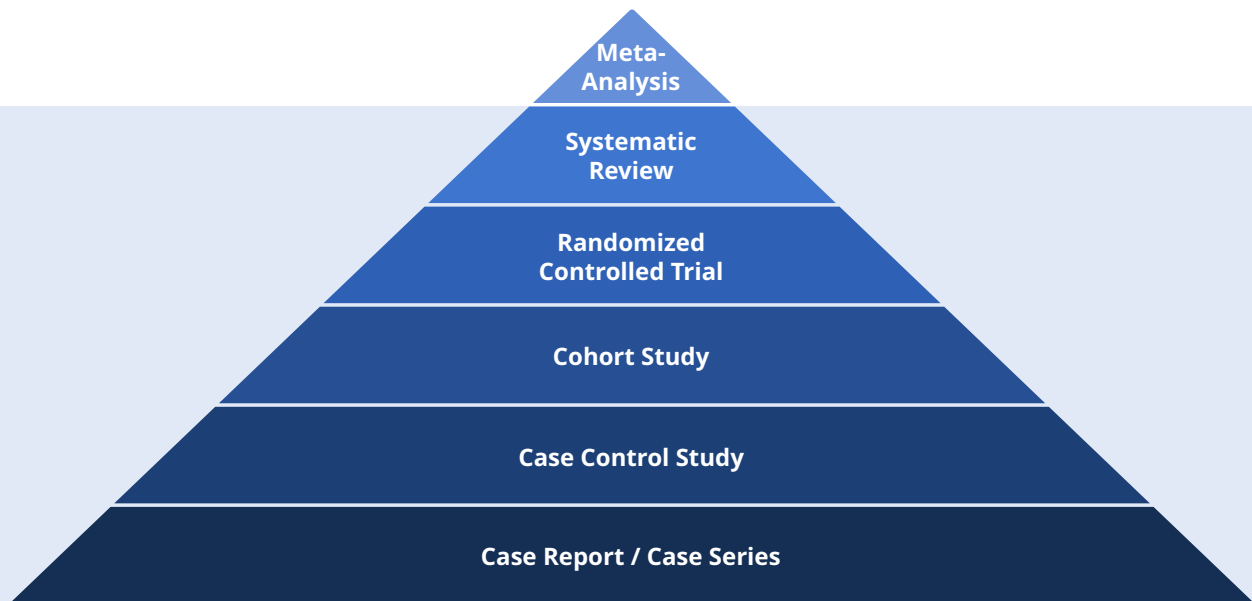 Meta-
Analysis
Systematic
Review
Randomized
Controlled Trial
Cohort Study
Case Control Study
Case Report / Case Series